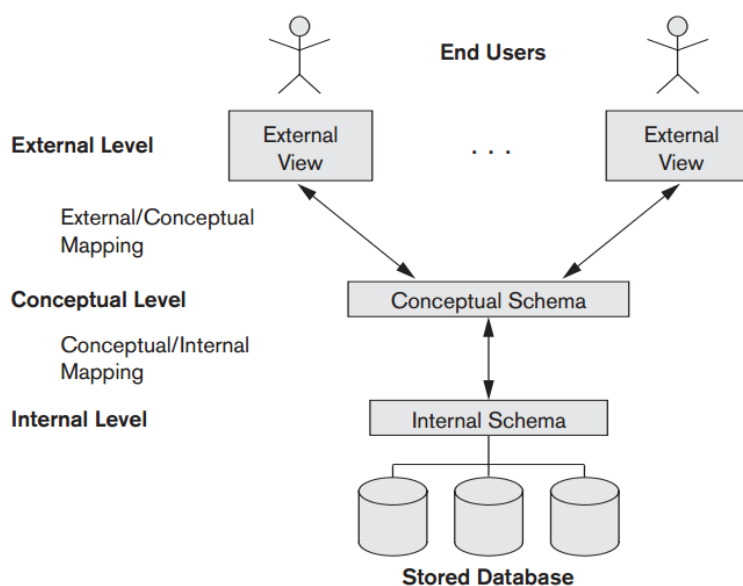 End Users
External Level
External
View
. . .
External
View
External/Conceptual
Mapping
Conceptual Level
Conceptual Schema
Conceptual/Internal
Mapping
Internal Level
Internal Schema
Stored Database